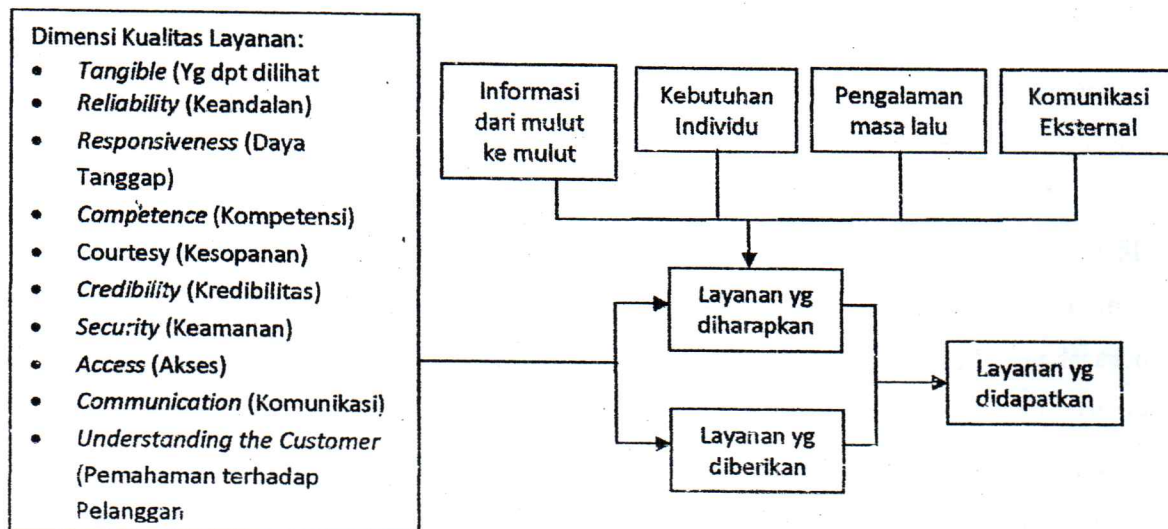 Dimensi Kualitas Layanan:
• Tangible (Yg dpt dilihat
• Reliability (Keandalan)
• Responsiveness (Daya
Tanggap)
• Competence (Kompetensi)
• Courtesy (Kesopanan)
• Credibility (Kredibilitas)
• Security (Keamanan)
• Access (Akses)
• Communication (Komunikasi)
• Understanding the Customer
(Pemahaman terhadap
Pelanggan
Informasi
dari mulut
ke mulut
Kebutuhan
Individu
Pengalaman
masa lalu
Komunikasi
Eksternal
Layanan yg
diharapkan
Layanan yg
diberikan
Layanan yg
didapatkan